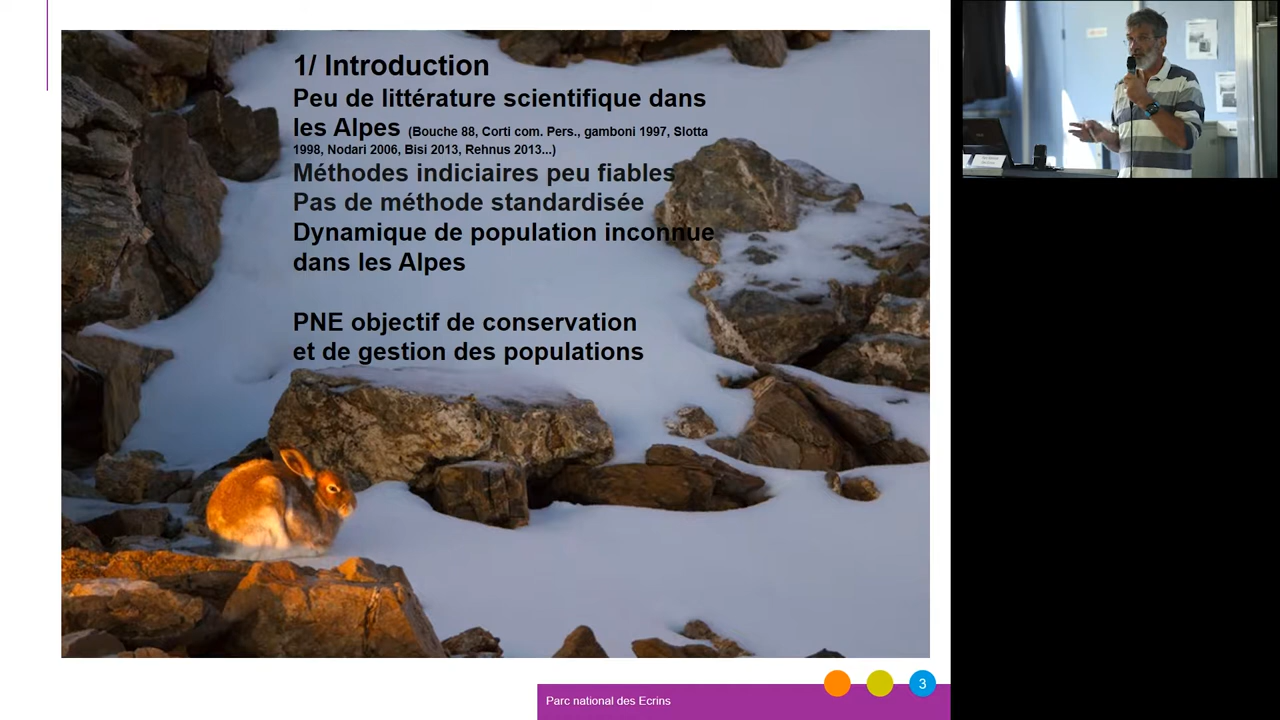 1/ Introduction
Peu de littérature scientifique dans
les Alpes (Bouche 88, Corti com. Pers., gamboni 1997, Slotta
1998, Nodari 2006, Bisi 2013, Rehnus 2013...)
Méthodes indiciaires peu fiables
Pas de méthode standardisée
Dynamique de population inconnue
dans les Alpes
PNE objectif de conservation
et de gestion des populations
Parc national des Ecrins
3